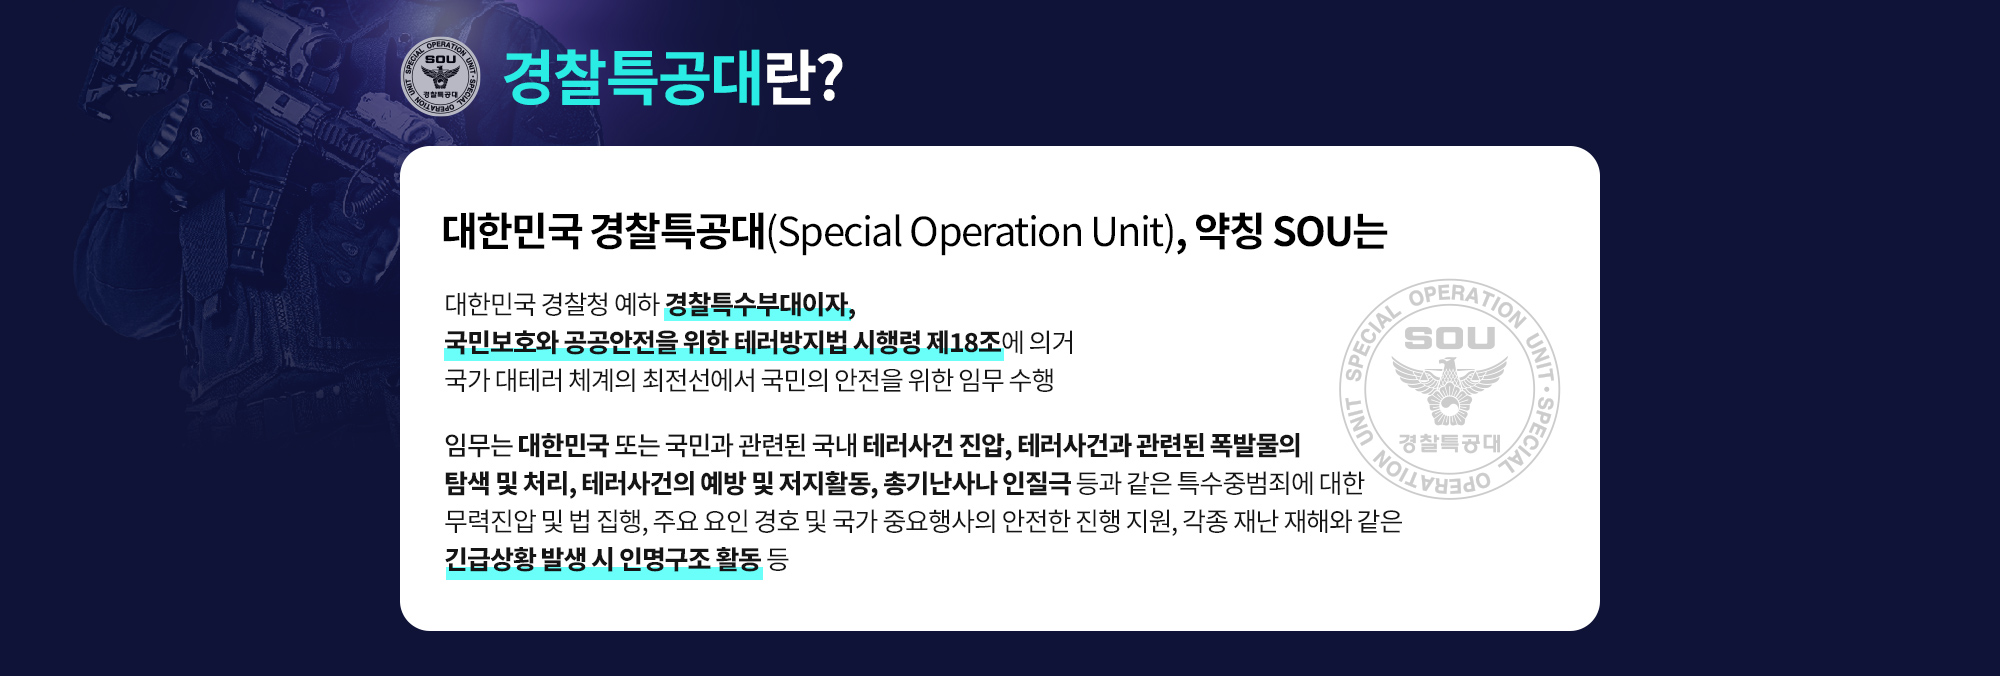 SPECIAL OPERATION UNIT · SPECIAL OPERATION UNIT
SOU
경찰특공대
경찰특공대란?
대한민국 경찰특공대(Special Operation Unit), 약칭 SOU는
대한민국 경찰청 예하 경찰특수부대이자,
국민보호와 공공안전을 위한 테러방지법 시행령 제18조에 의거
국가 대테러 체계의 최전선에서 국민의 안전을 위한 임무 수행
SPECIAL OPERATION UNIT · SPECIAL OPERATION UNIT
SOU
경찰특공대
임무는 대한민국 또는 국민과 관련된 국내 테러사건 진압, 테러사건과 관련된 폭발물의
탐색 및 처리, 테러사건의 예방 및 저지활동, 총기난사나 인질극 등과 같은 특수중범죄에 대한
무력진압 및 법 집행, 주요 요인 경호 및 국가 중요행사의 안전한 진행 지원, 각종 재난 재해와 같은
긴급상황 발생 시 인명구조 활동 등